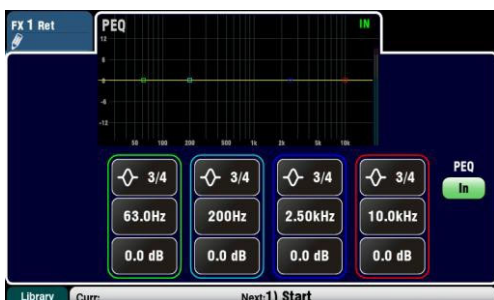 FX 1 Ret
PEQ IN
12
6
0
-6
-12
50 100 200 500 1k 2k 5k 10k
3/4 3/4 3/4 3/4
63.0Hz 200Hz 2.50kHz 10.0kHz
0.0 dB 0.0 dB 0.0 dB 0.0 dB
PEQ
In
Library Curr: Next:1) Start